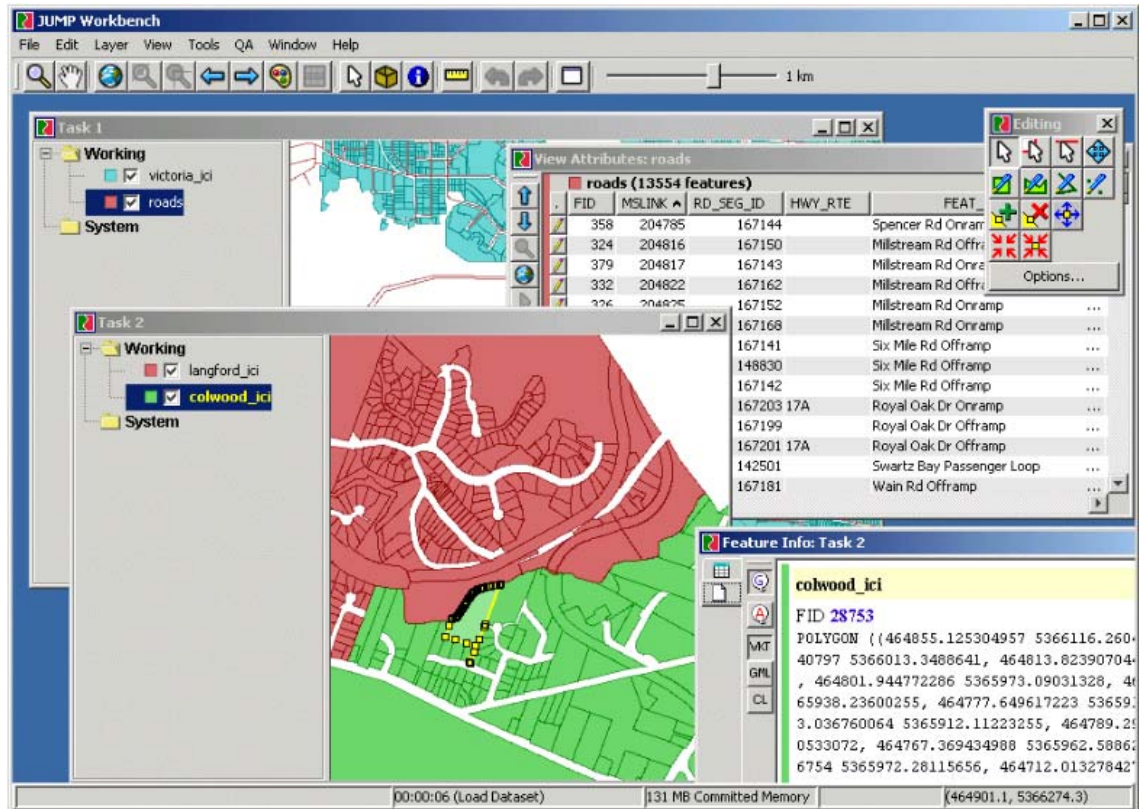 JUMP Workbench
File Edit Layer View Tools QA Window Help
1 km
Task 1
Working
victoria_ici
roads
System
View Attributes: roads
roads (13554 features)
. FID MSLINK RD_SEG_ID HWY_RTE FEAT_
358 204785 167144 Spencer Rd Onram
324 204816 167150 Millstream Rd Offra
379 204817 167143 Millstream Rd Onra
332 204822 167162 Millstream Rd Offra
326 204825 167152 Millstream Rd Onramp ...
167168 Millstream Rd Onramp ...
167141 Six Mile Rd Offramp ...
148830 Six Mile Rd Offramp ...
167142 Six Mile Rd Offramp ...
167203 17A Royal Oak Dr Onramp ...
167199 Royal Oak Dr Offramp ...
167201 17A Royal Oak Dr Offramp ...
142501 Swartz Bay Passenger Loop ...
167181 Wain Rd Offramp ...
Editing
Options...
Task 2
Working
langford_ici
colwood_ici
System
Feature Info: Task 2
G
A
WKT
GML
CL
colwood_ici
FID 28753
POLYGON ((464855.125304957 5366116.2604
40797 5366013.3488641, 464813.82390704
, 464801.944772286 5365973.09031328, 4
65938.23600255, 464777.649617223 536591
3.036760064 5365912.11223255, 464789.29
0533072, 464767.369434988 5365962.58862
6754 5365972.28115656, 464712.01327842
00:00:06 (Load Dataset)
131 MB Committed Memory
(464901.1, 5366274.3)